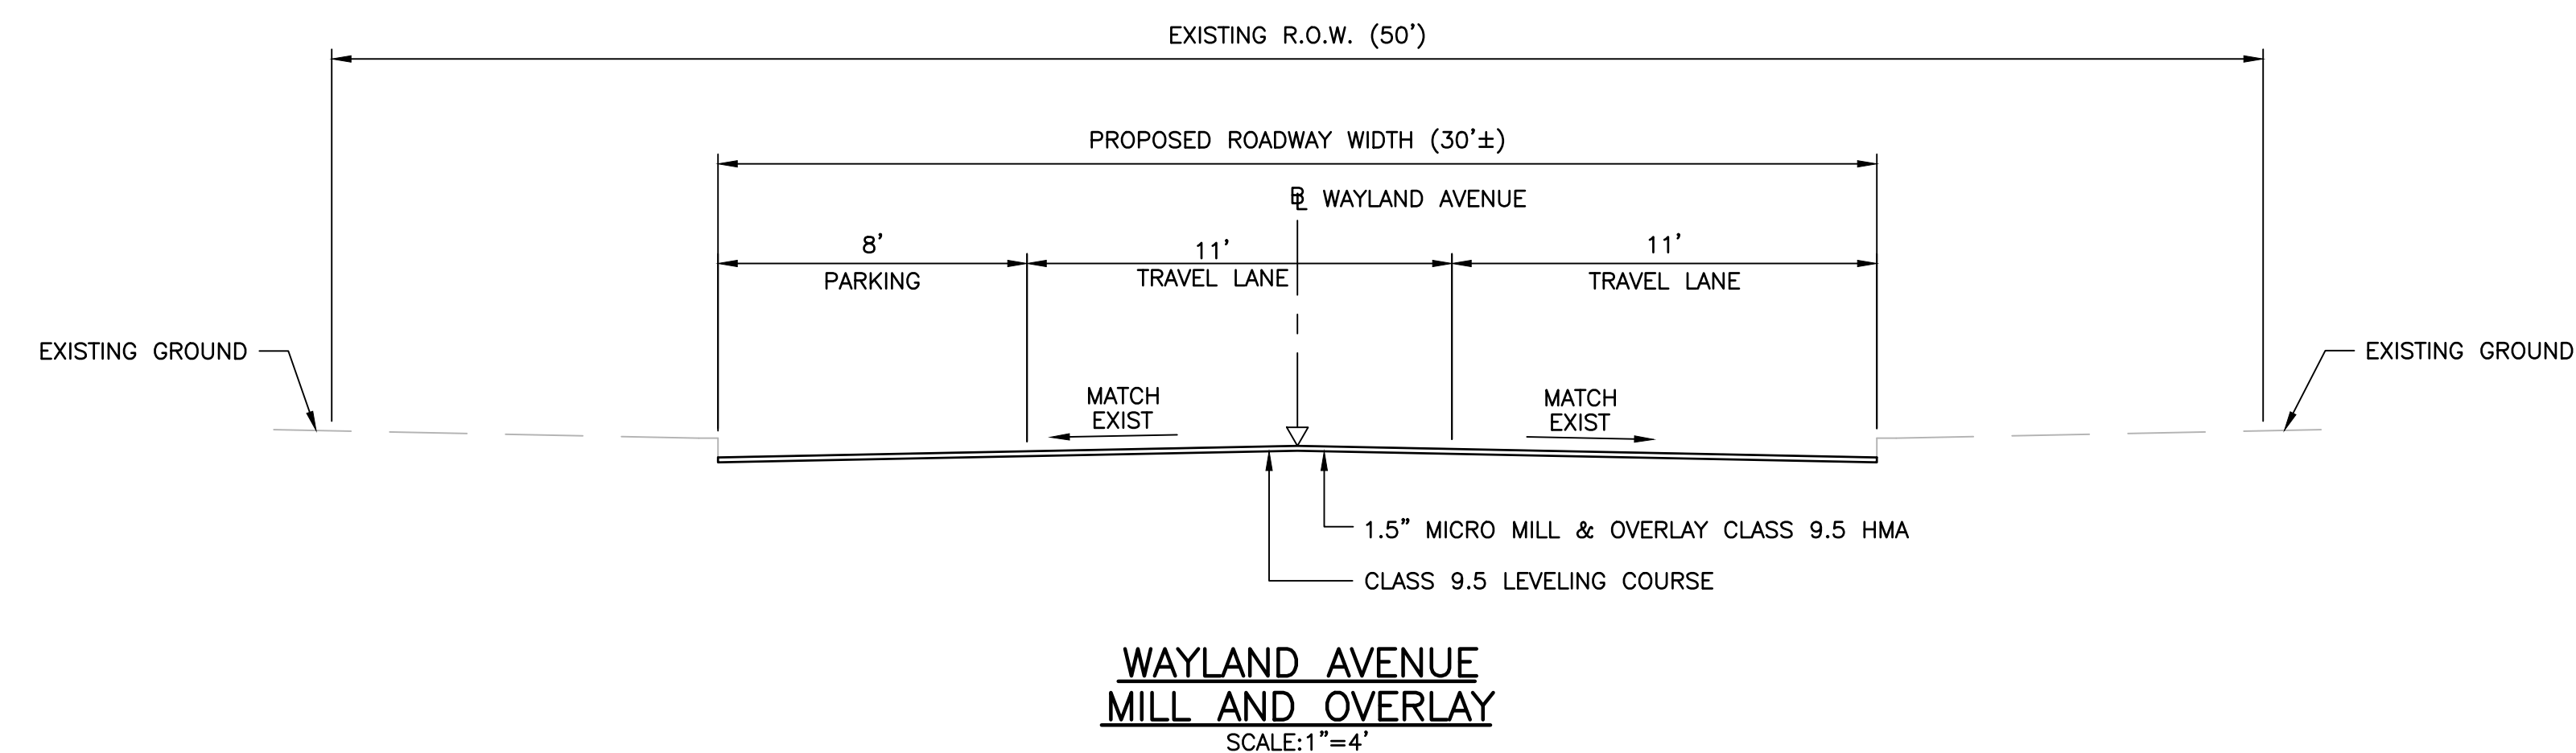 EXISTING R.O.W. (50')
PROPOSED ROADWAY WIDTH (30'±)
BL WAYLAND AVENUE
8'
11'
11'
PARKING
TRAVEL LANE
TRAVEL LANE
EXISTING GROUND
EXISTING GROUND
MATCH
EXIST
MATCH
EXIST
1.5" MICRO MILL & OVERLAY CLASS 9.5 HMA
CLASS 9.5 LEVELING COURSE
WAYLAND AVENUE
MILL AND OVERLAY
SCALE:1"=4'